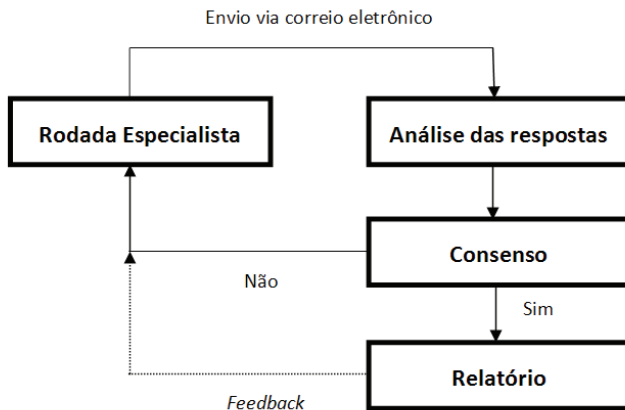 Envio via correio eletrônico
Rodada Especialista
Análise das respostas
Consenso
Não
Sim
Relatório
Feedback